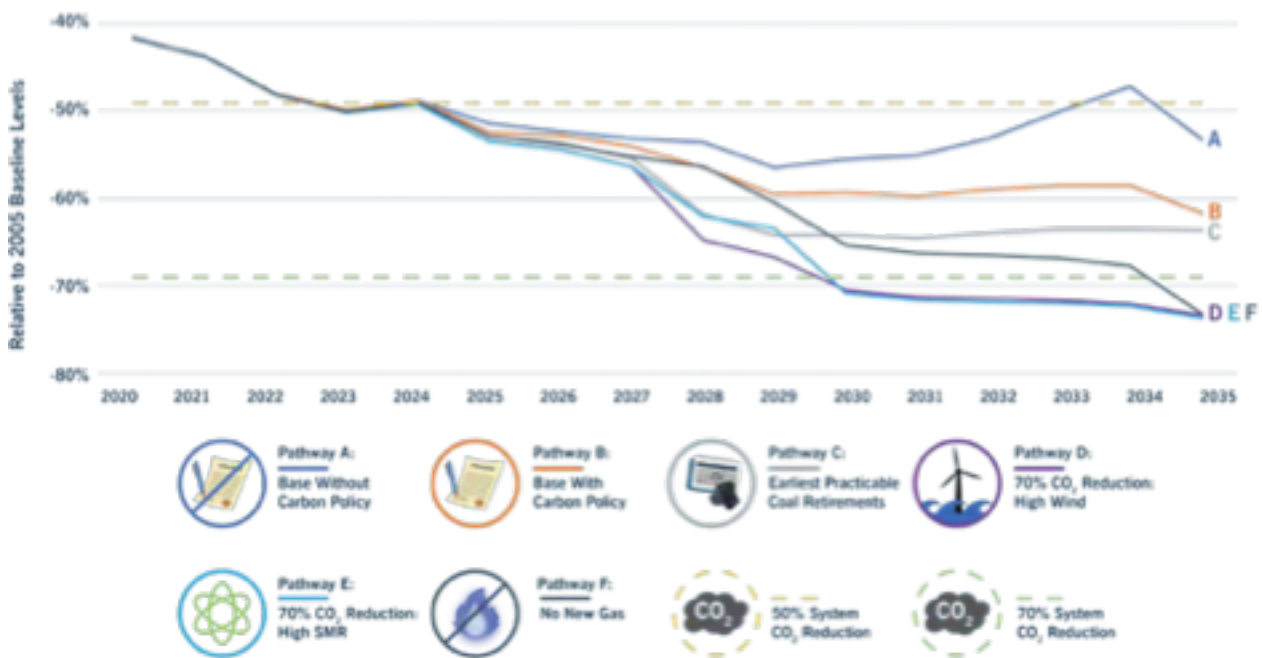 -40%
-50%
-60%
-70%
-80%
Relative to 2005 Baseline Levels
A
B
C
D E F
2020 2021 2022 2023 2024 2025 2026 2027 2028 2029 2030 2031 2032 2033 2034 2035
Pathway A:
Base Without
Carbon Policy
Pathway B:
Base With
Carbon Policy
Pathway C:
Earliest Practicable
Coal Retirements
Pathway D:
70% CO₂ Reduction:
High Wind
Pathway E:
70% CO₂ Reduction:
High SMR
Pathway F:
No New Gas
CO₂
50% System
CO₂ Reduction
CO₂
70% System
CO₂ Reduction